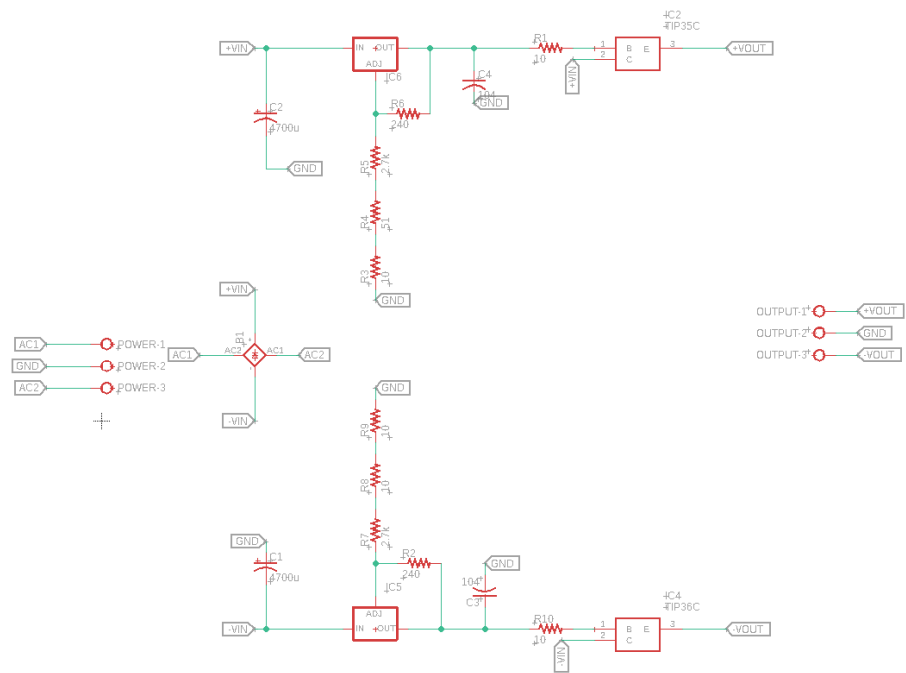 IC2
TIP35C
+VIN
IN
OUT
ADJ
IC6
R1
10
1
2
B
E
C
3
+VOUT
+VIN
C4
104
GND
C2
4700u
GND
R6
240
R5
2.7k
R4
51
R3
10
GND
+VIN
AC1
POWER-1
GND
POWER-2
AC2
POWER-3
B1
AC1
AC2
AC1
AC2
-VIN
OUTPUT-1
+VOUT
OUTPUT-2
GND
OUTPUT-3
-VOUT
GND
R9
10
R8
10
R7
2.7k
GND
C1
4700u
R2
240
IC5
GND
104
C3
-VIN
IN
OUT
ADJ
R10
10
IC4
TIP36C
1
2
B
E
C
3
-VOUT
-VIN